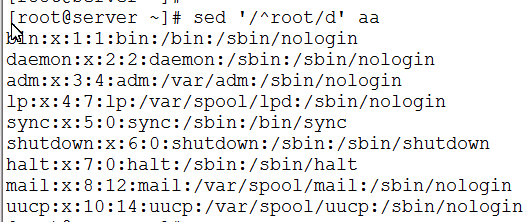 [root@server ~]# sed '/^root/d' aa
bin:x:1:1:bin:/bin:/sbin/nologin
daemon:x:2:2:daemon:/sbin:/sbin/nologin
adm:x:3:4:adm:/var/adm:/sbin/nologin
lp:x:4:7:lp:/var/spool/lpd:/sbin/nologin
sync:x:5:0:sync:/sbin:/bin/sync
shutdown:x:6:0:shutdown:/sbin:/sbin/shutdown
halt:x:7:0:halt:/sbin:/sbin/halt
mail:x:8:12:mail:/var/spool/mail:/sbin/nologin
uucp:x:10:14:uucp:/var/spool/uucp:/sbin/nologin